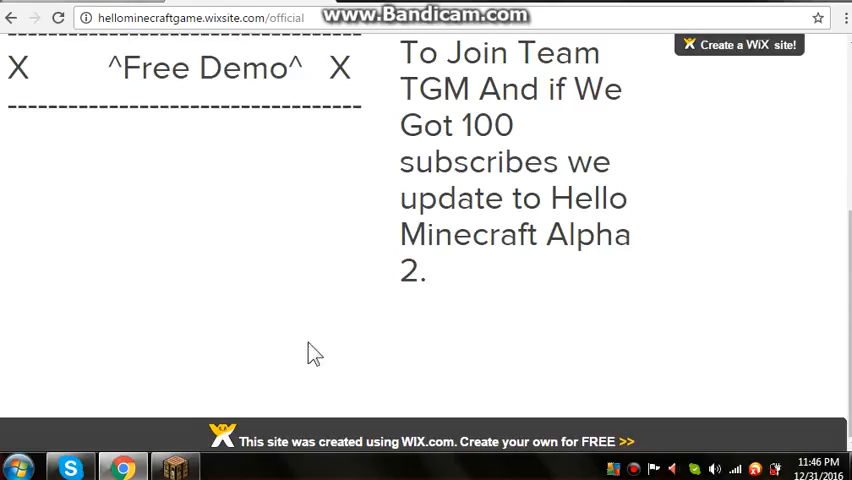 www.Bandicam.com
hellominecraftgame.wixsite.com/official
Create a WiX site!
-----------------------------------
X ^Free Demo^ X
-----------------------------------
To Join Team
TGM And if We
Got 100
subscribes we
update to Hello
Minecraft Alpha
2.
This site was created using WIX.com. Create your own for FREE >>
11:46 PM
12/31/2016